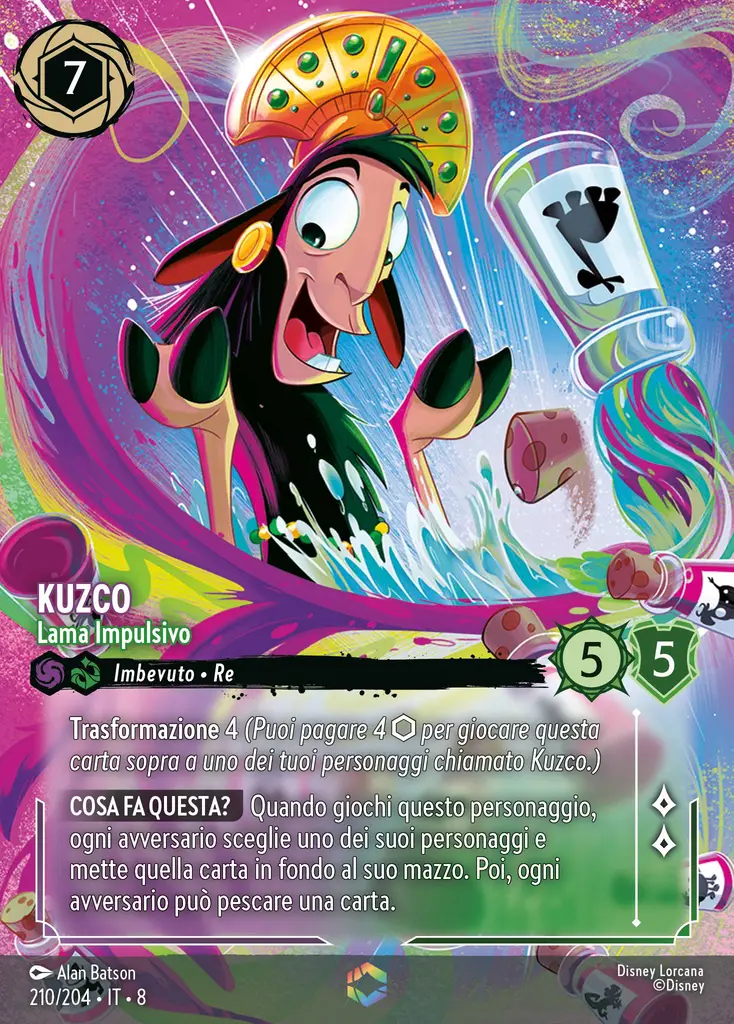 7
KUZCO
Lama Impulsivo
Imbevuto • Re
5
5
Trasformazione 4 (Puoi pagare 4 ⬡ per giocare questa
carta sopra a uno dei tuoi personaggi chiamato Kuzco.)
COSA FA QUESTA? Quando giochi questo personaggio,
ogni avversario sceglie uno dei suoi personaggi e
mette quella carta in fondo al suo mazzo. Poi, ogni
avversario può pescare una carta.
Alan Batson
210/204 • IT • 8
Disney Lorcana
©Disney